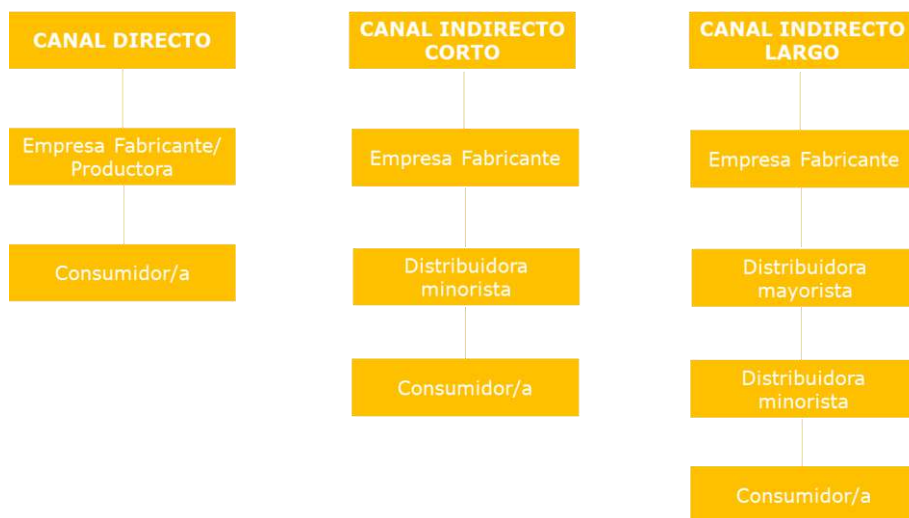 CANAL DIRECTO
Empresa Fabricante/
Productora
Consumidor/a
CANAL INDIRECTO
CORTO
Empresa Fabricante
Distribuidora
minorista
Consumidor/a
CANAL INDIRECTO
LARGO
Empresa Fabricante
Distribuidora
mayorista
Distribuidora
minorista
Consumidor/a